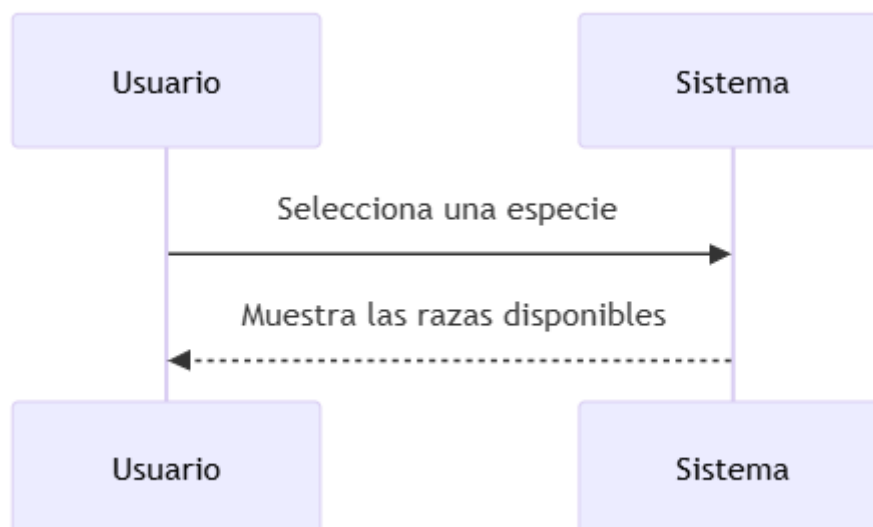 Usuario
Sistema
Selecciona una especie
Muestra las razas disponibles
Usuario
Sistema